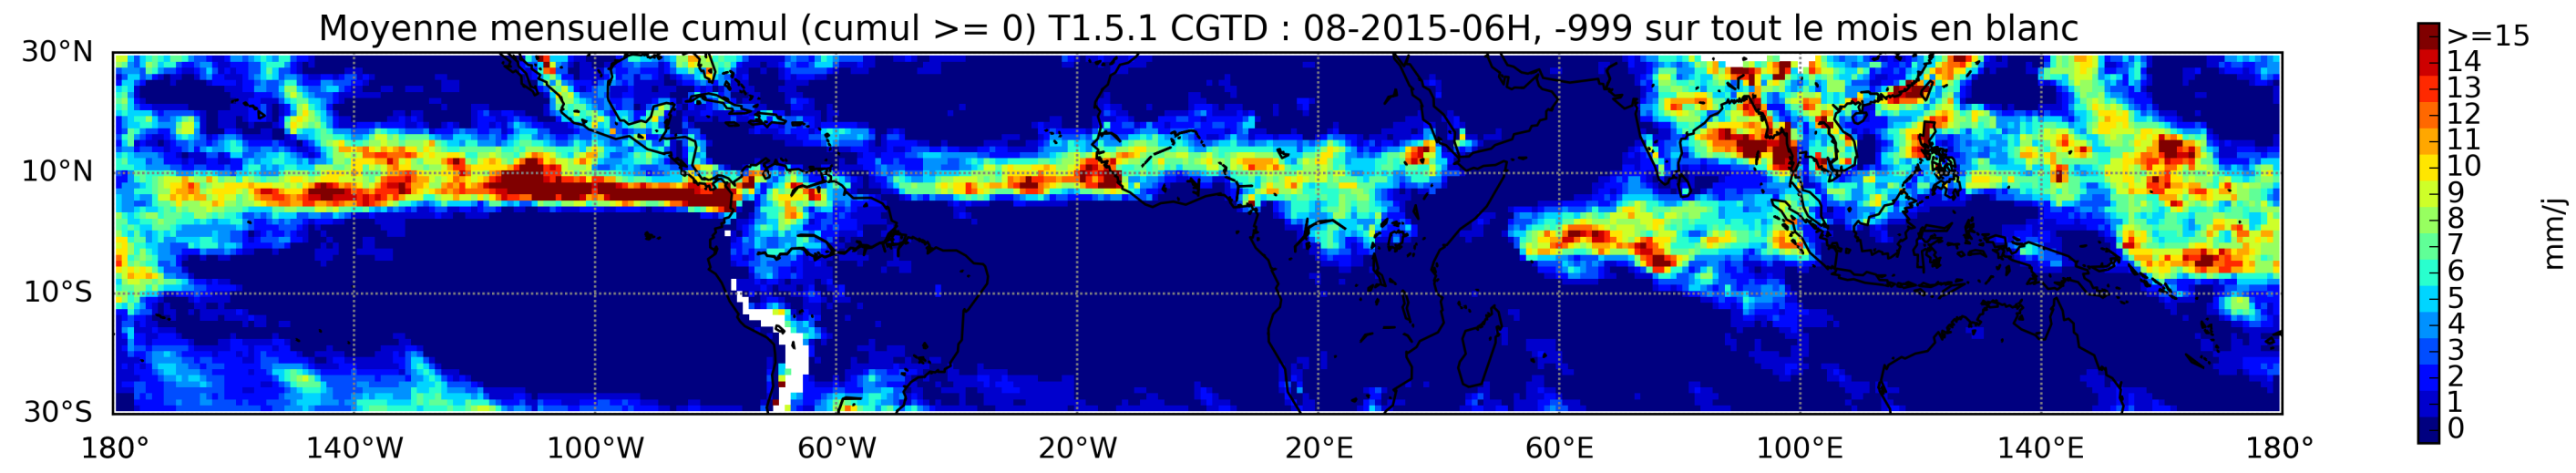 Moyenne mensuelle cumul (cumul >= 0) T1.5.1 CGTD : 08-2015-06H, -999 sur tout le mois en blanc
30°N
10°N
10°S
30°S
180°
140°W
100°W
60°W
20°W
20°E
60°E
100°E
140°E
180°
>=15
14
13
12
11
10
9
8
7
6
5
4
3
2
1
0
mm/j